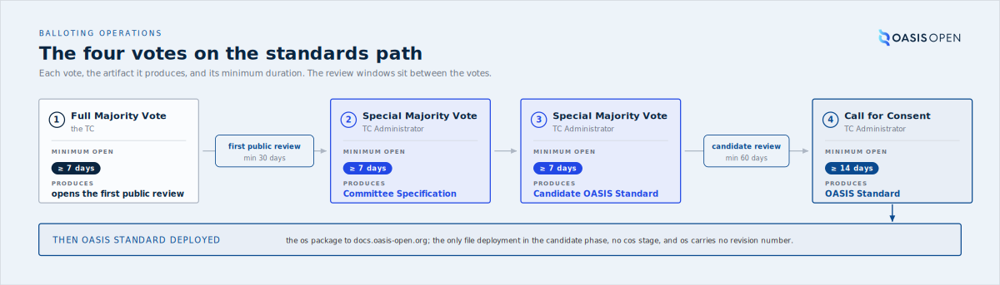 BALLOTING OPERATIONS
OASIS OPEN
The four votes on the standards path
Each vote, the artifact it produces, and its minimum duration. The review windows sit between the votes.
1
Full Majority Vote
the TC
MINIMUM OPEN
≥ 7 days
PRODUCES
opens the first public review
first public review
min 30 days
2
Special Majority Vote
TC Administrator
MINIMUM OPEN
≥ 7 days
PRODUCES
Committee Specification
3
Special Majority Vote
TC Administrator
MINIMUM OPEN
≥ 7 days
PRODUCES
Candidate OASIS Standard
candidate review
min 60 days
4
Call for Consent
TC Administrator
MINIMUM OPEN
≥ 14 days
PRODUCES
OASIS Standard
THEN OASIS STANDARD DEPLOYED
the os package to docs.oasis-open.org; the only file deployment in the candidate phase, no cos stage, and os carries no revision number.